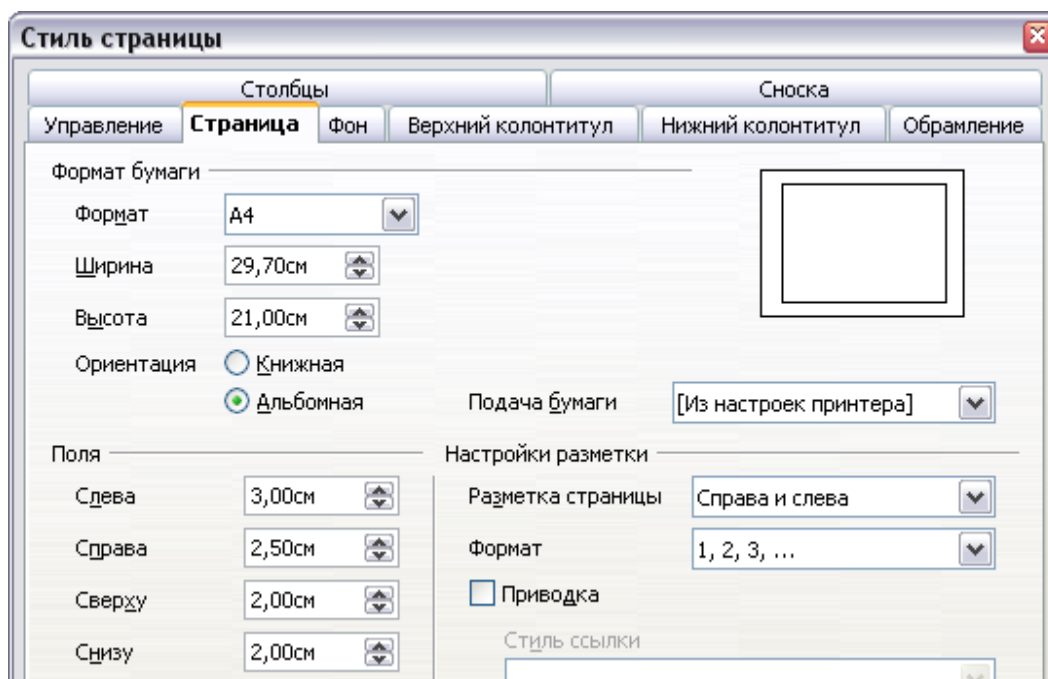 Стиль страницы
Столбцы Сноска
Управление Страница Фон Верхний колонтитул Нижний колонтитул Обрамление
Формат бумаги
Формат A4
Ширина 29,70см
Высота 21,00см
Ориентация Книжная
Альбомная Подача бумаги [Из настроек принтера]
Поля Настройки разметки
Слева 3,00см Разметка страницы Справа и слева
Справа 2,50см Формат 1, 2, 3, ...
Сверху 2,00см Приводка
Снизу 2,00см Стиль ссылки